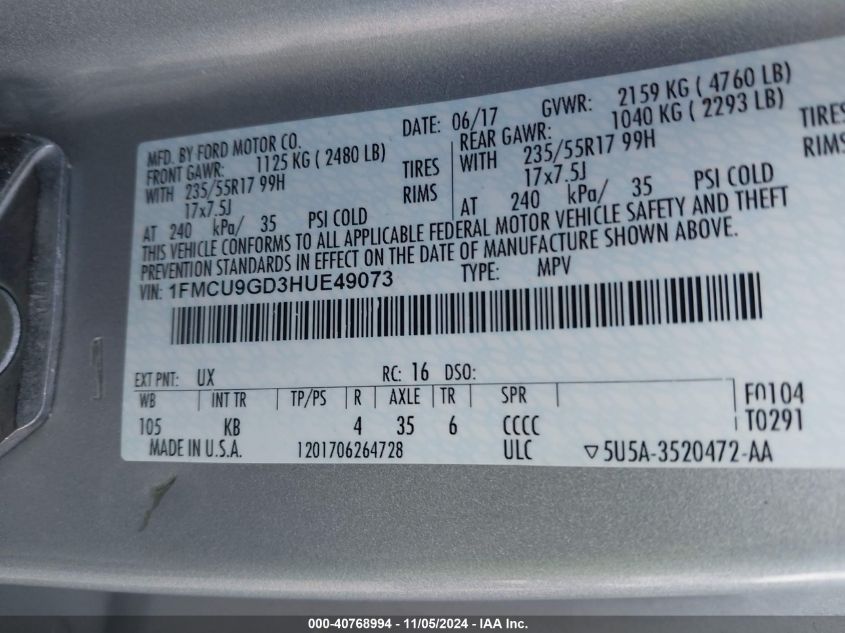 MFD. BY FORD MOTOR CO.
DATE: 06/17
GVWR: 2159 KG ( 4760 LB)
FRONT GAWR: 1125 KG ( 2480 LB)
REAR GAWR: 1040 KG ( 2293 LB)
WITH 235/55R17 99H TIRES
WITH 235/55R17 99H TIRES
17x7.5J RIMS
17x7.5J RIMS
AT 240 kPa/ 35 PSI COLD
AT 240 kPa/ 35 PSI COLD
THIS VEHICLE CONFORMS TO ALL APPLICABLE FEDERAL MOTOR VEHICLE SAFETY AND THEFT
PREVENTION STANDARDS IN EFFECT ON THE DATE OF MANUFACTURE SHOWN ABOVE.
VIN: 1FMCU9GD3HUE49073
TYPE: MPV
EXT PNT: UX RC: 16 DSO:
WB INT TR TP/PS R AXLE TR SPR F0104
105 KB 4 35 6 CCCC T0291
MADE IN U.S.A. 1201706264728 ULC ▽5U5A-3520472-AA
000-40768994 - 11/05/2024 - IAA Inc.